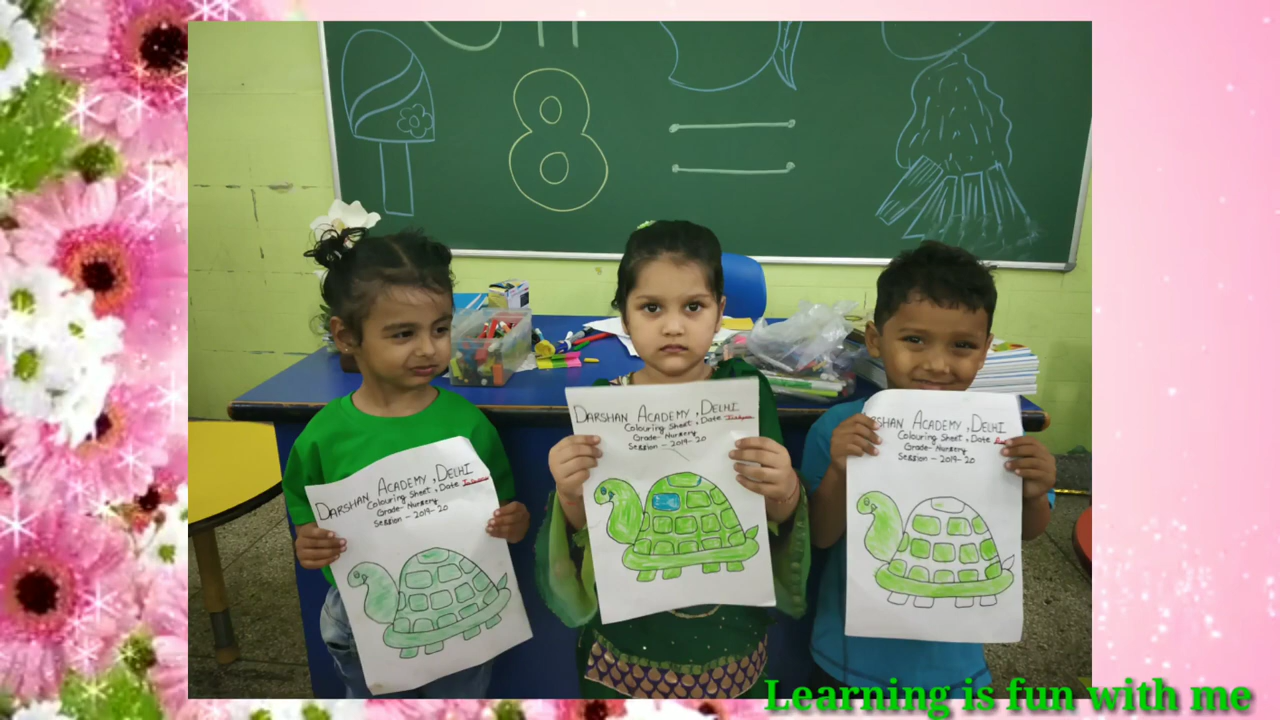 8
=
DARSHAN ACADEMY, DELHI
Colouring Sheet, Date
Grade- Nursery
Session - 2019-20
DARSHAN ACADEMY, DELHI
Colouring Sheet, Date
Grade- Nursery
Session - 2019-20
DARSHAN ACADEMY, DELHI
Colouring Sheet, Date
Grade- Nursery
Session - 2019-20
Learning is fun with me